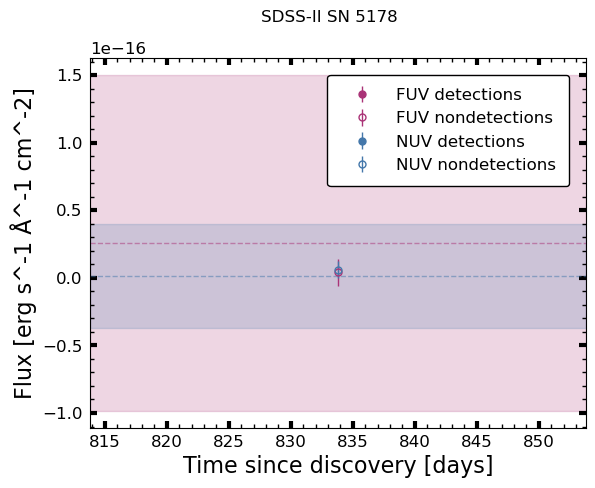 SDSS-II SN 5178
1e−16
1.5
1.0
0.5
0.0
−0.5
−1.0
Flux [erg s^-1 Å^-1 cm^-2]
FUV detections
FUV nondetections
NUV detections
NUV nondetections
815 820 825 830 835 840 845 850
Time since discovery [days]